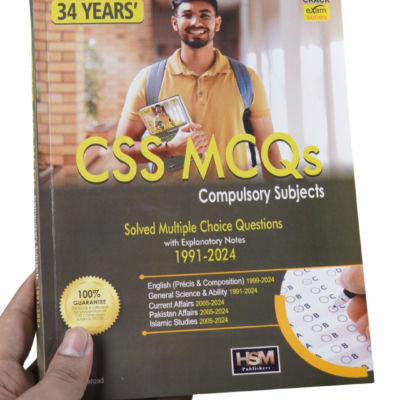 34 YEARS'
CRACK
exam
series
CSS MCQs
Compulsory Subjects
Solved Multiple Choice Questions
with Explanatory Notes
1991-2024
English (Précis & Composition) 1999-2024
General Science & Ability 1991-2024
Current Affairs 2005-2024
Pakistan Affairs 2005-2024
Islamic Studies 2005-2024
100%
GUARANTEE
HSM
Publishers